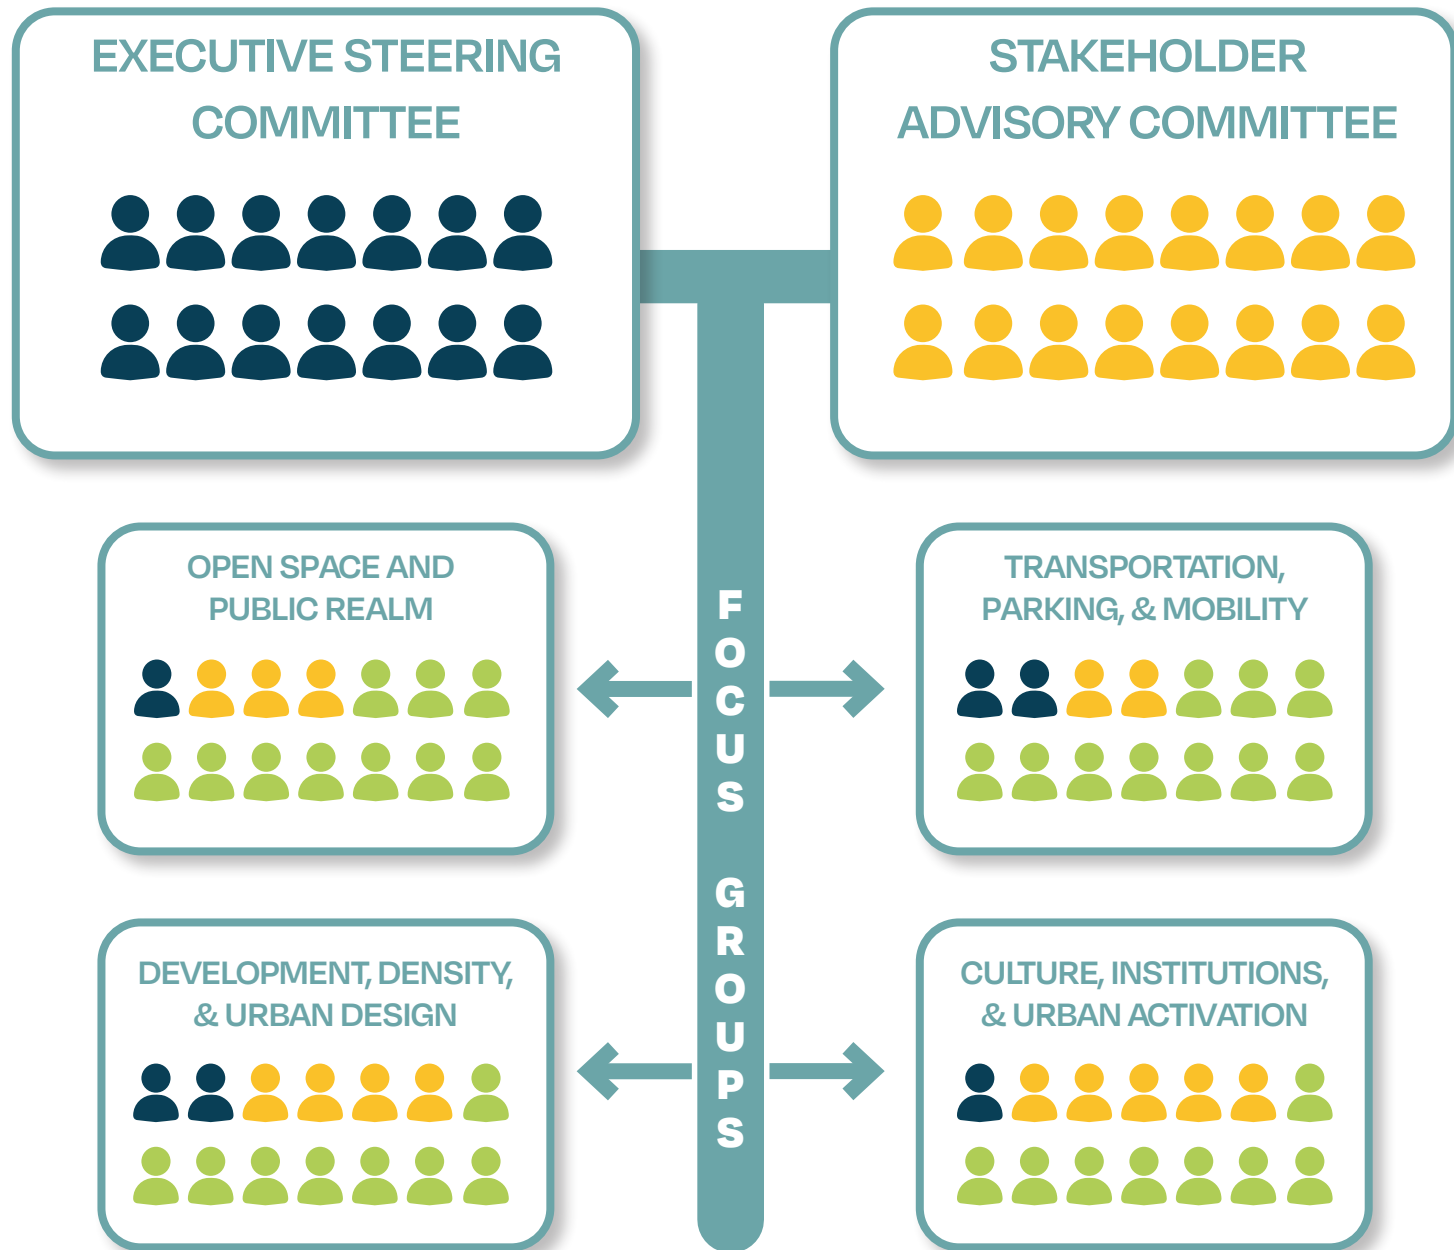 EXECUTIVE STEERING
COMMITTEE
STAKEHOLDER
ADVISORY COMMITTEE
OPEN SPACE AND
PUBLIC REALM
TRANSPORTATION,
PARKING, & MOBILITY
FOCUS GROUPS
DEVELOPMENT, DENSITY,
& URBAN DESIGN
CULTURE, INSTITUTIONS,
& URBAN ACTIVATION